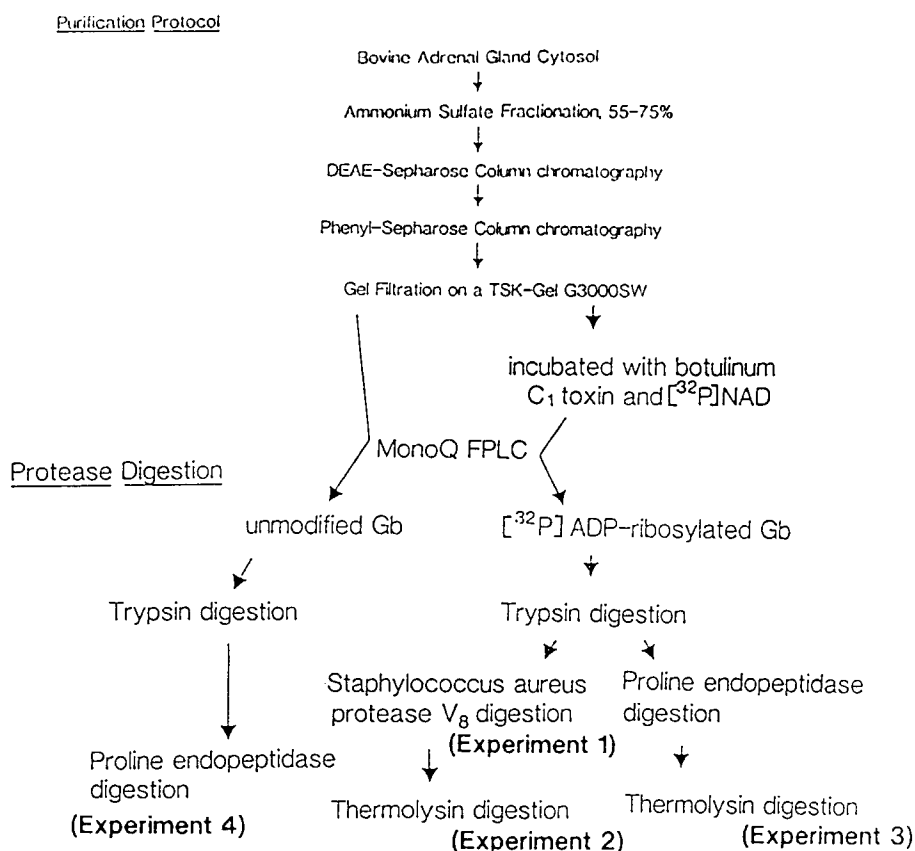 Purification Protocol
Bovine Adrenal Gland Cytosol
Ammonium Sulfate Fractionation, 55-75%
DEAE-Sepharose Column chromatography
Phenyl-Sepharose Column chromatography
Gel Filtration on a TSK-Gel G3000SW
incubated with botulinum
C₁ toxin and [³²P]NAD
MonoQ FPLC
Protease Digestion
unmodified Gb
[³²P] ADP-ribosylated Gb
Trypsin digestion
Trypsin digestion
Staphylococcus aureus
protease V₈ digestion
(Experiment 1)
Proline endopeptidase
digestion
Proline endopeptidase
digestion
(Experiment 4)
Thermolysin digestion
(Experiment 2)
Thermolysin digestion
(Experiment 3)